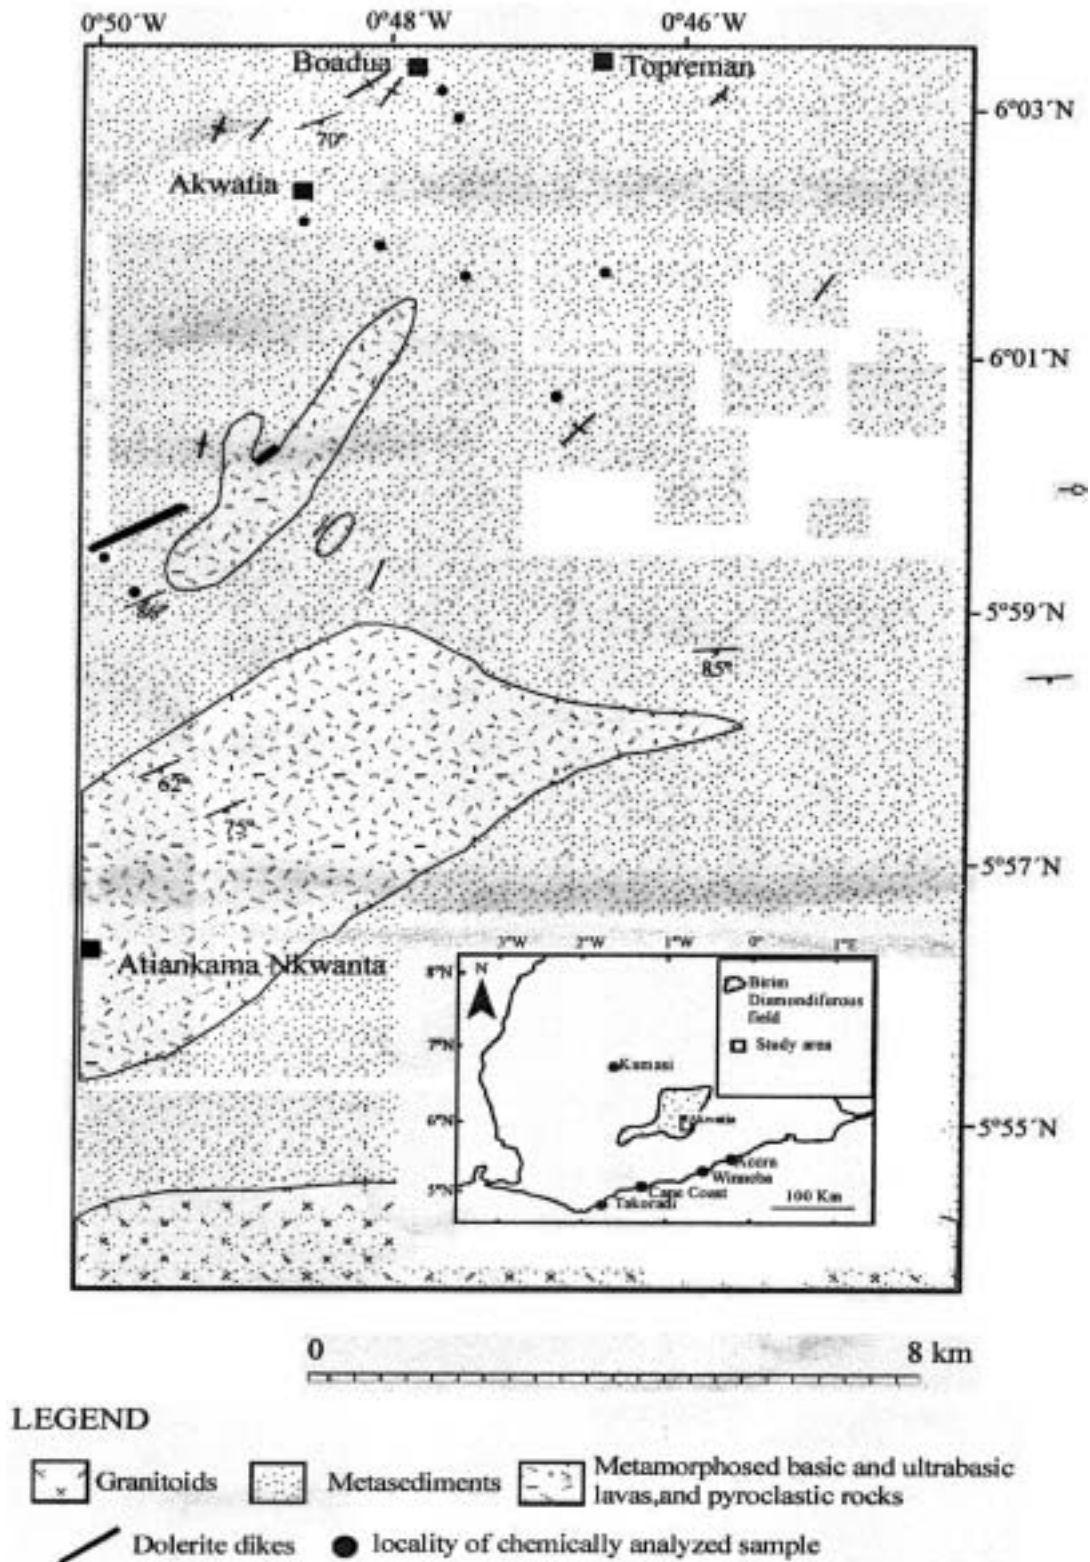 0°50´W 0°48´W 0°46´W
Boadua Topreman
6°03´N
70°
Akwatia
6°01´N
5°59´N
85°
62°
75°
5°57´N
Atiankama Nkwanta
3°W 2°W 1°W 0° 1°E
8°N N
Birim
Diamondiferous
field
Study area
7°N
Kumasi
6°N
Akwatia
5°55´N
Accra
Winneba
5°N
Cape Coast
Takoradi
100 Km
0 8 km
LEGEND
Granitoids Metasediments Metamorphosed basic and ultrabasic
lavas,and pyroclastic rocks
Dolerite dikes locality of chemically analyzed sample